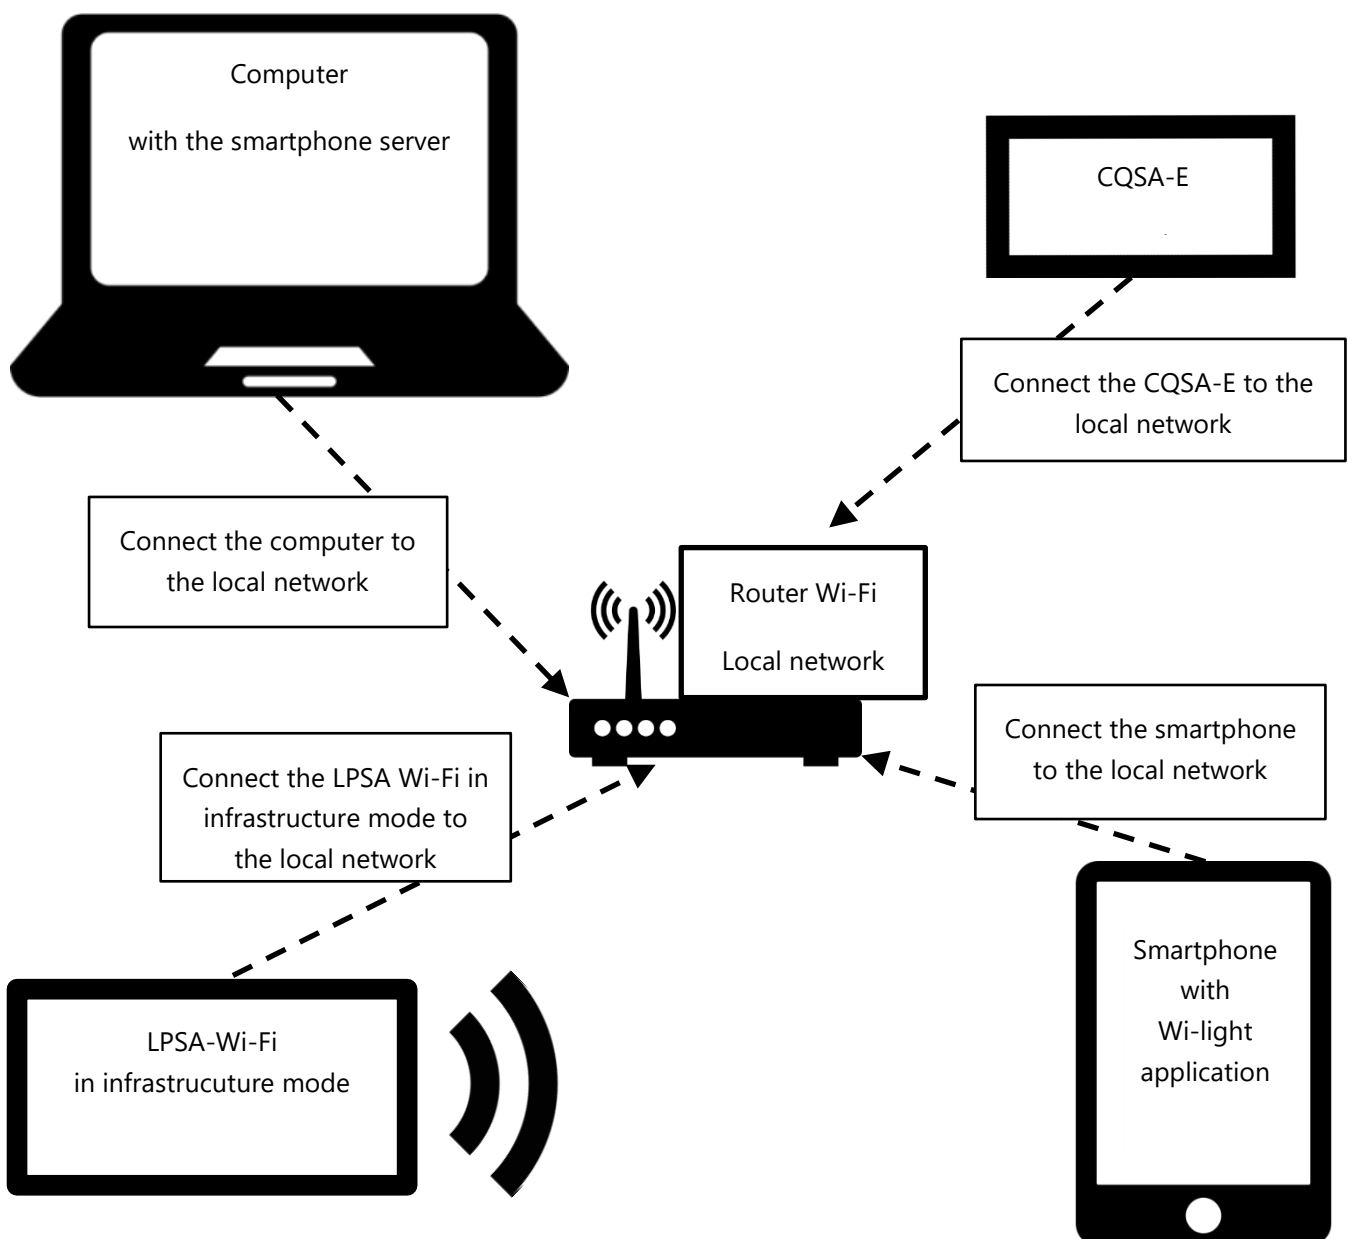 Computer
with the smartphone server
CQSA-E
Connect the CQSA-E to the
local network
Connect the computer to
the local network
Router Wi-Fi
Local network
Connect the smartphone
to the local network
Connect the LPSA Wi-Fi in
infrastructure mode to
the local network
Smartphone
with
Wi-light
application
LPSA-Wi-Fi
in infrastrucuture mode